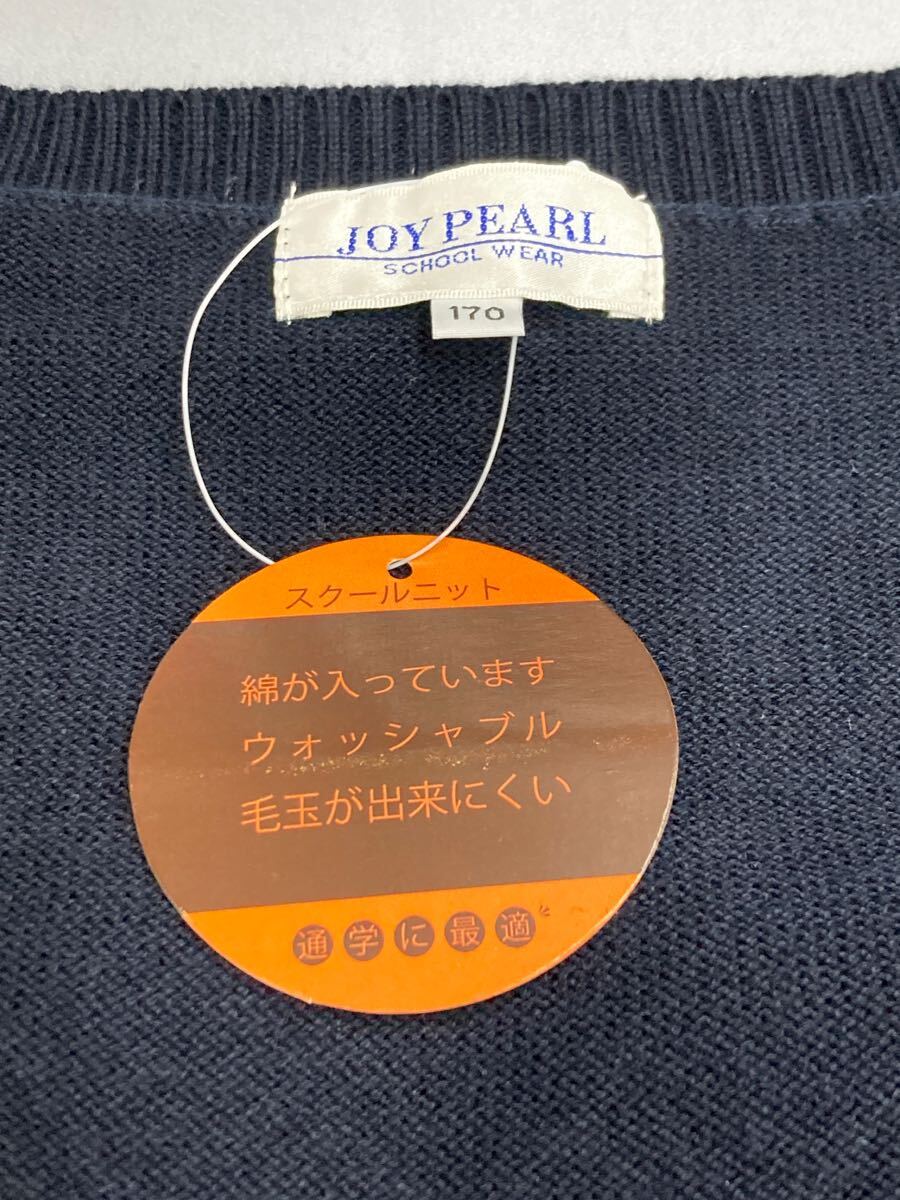 JOY PEARL
SCHOOL WEAR
170
スクールニット
綿が入っています
ウォッシャブル
毛玉が出来にくい
通学に最適